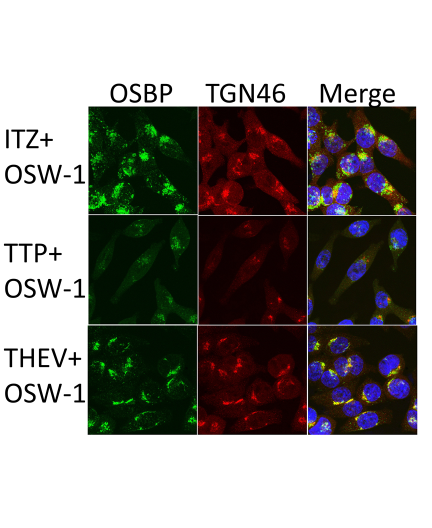 OSBP TGN46 Merge
ITZ+
OSW-1
TTP+
OSW-1
THEV+
OSW-1